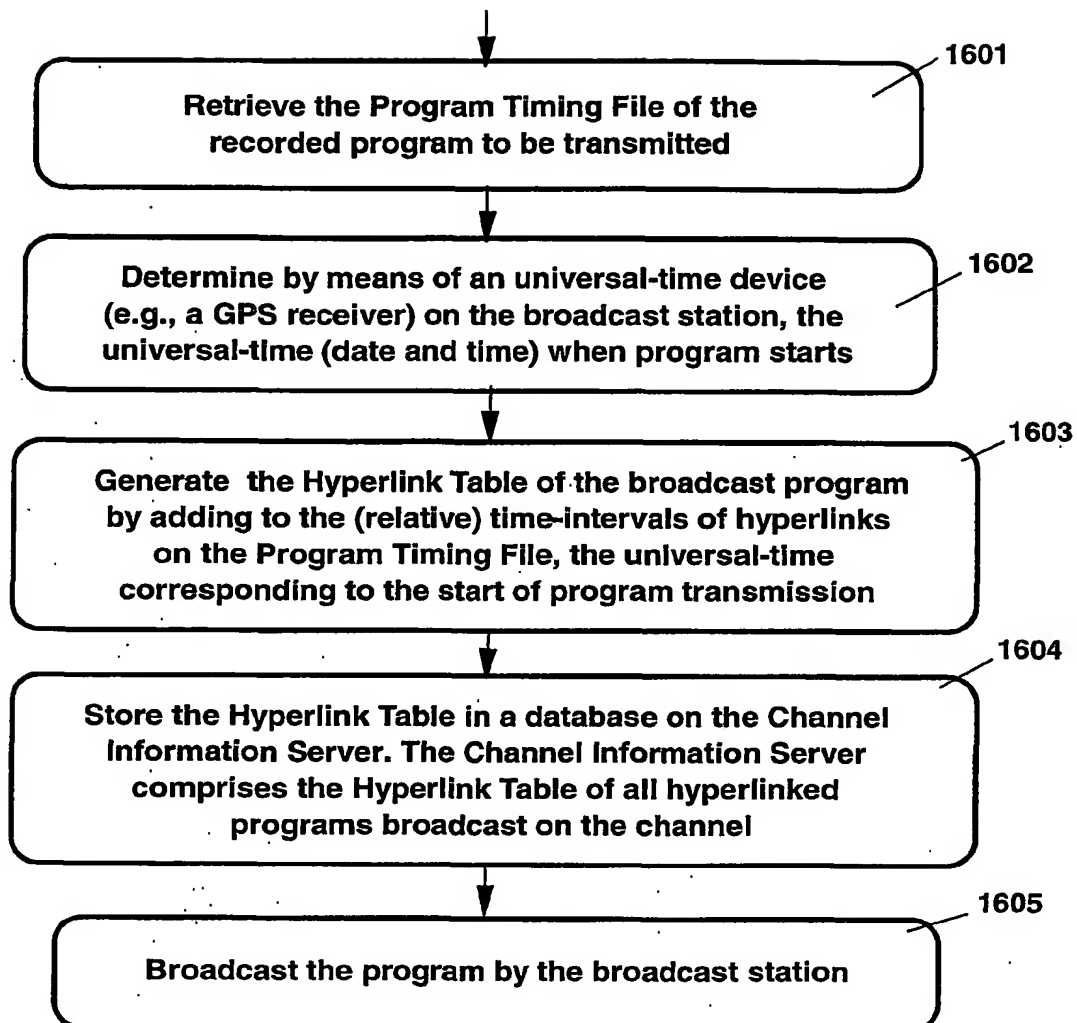 1601
Retrieve the Program Timing File of the
recorded program to be transmitted
1602
Determine by means of an universal-time device
(e.g., a GPS receiver) on the broadcast station, the
universal-time (date and time) when program starts
1603
Generate the Hyperlink Table of the broadcast program
by adding to the (relative) time-intervals of hyperlinks
on the Program Timing File, the universal-time
corresponding to the start of program transmission
1604
Store the Hyperlink Table in a database on the Channel
Information Server. The Channel Information Server
comprises the Hyperlink Table of all hyperlinked
programs broadcast on the channel
1605
Broadcast the program by the broadcast station